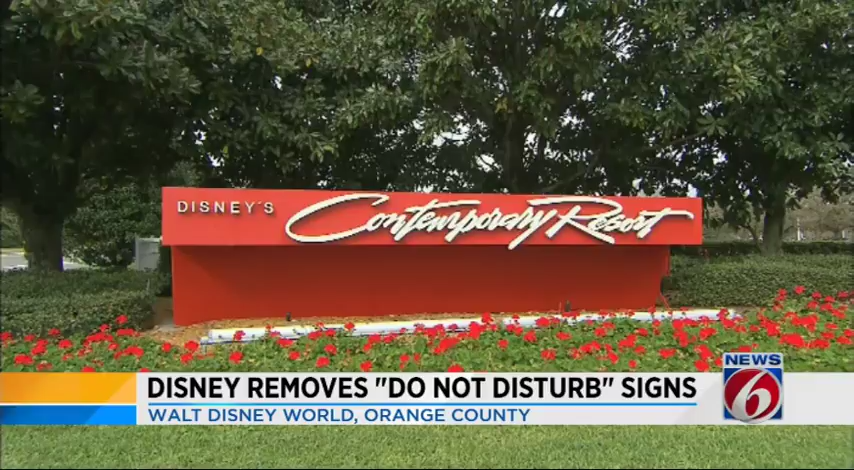 DISNEY'S Contemporary Resort
DISNEY REMOVES "DO NOT DISTURB" SIGNS
WALT DISNEY WORLD, ORANGE COUNTY
NEWS
6